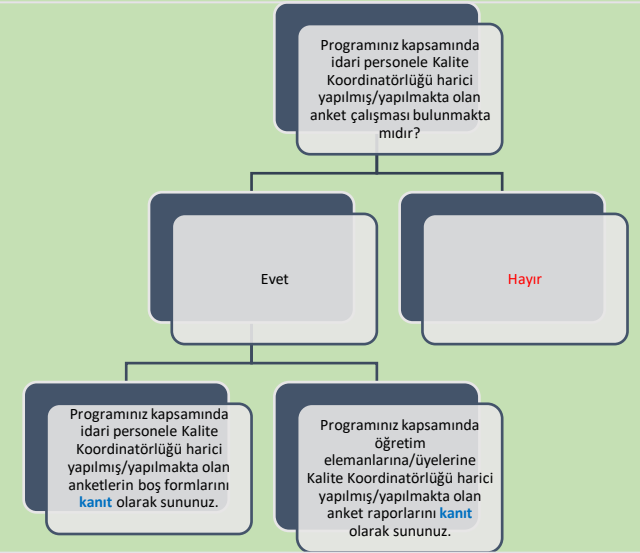 Programınız kapsamında
idari personele Kalite
Koordinatörlüğü harici
yapılmış/yapılmakta olan
anket çalışması bulunmakta
mıdır?
Evet
Hayır
Programınız kapsamında
idari personele Kalite
Koordinatörlüğü harici
yapılmış/yapılmakta olan
anketlerin boş formlarını
kanıt olarak sununuz.
Programınız kapsamında
öğretim
elemanlarına/üyelerine
Kalite Koordinatörlüğü harici
yapılmış/yapılmakta olan
anket raporlarını kanıt
olarak sununuz.